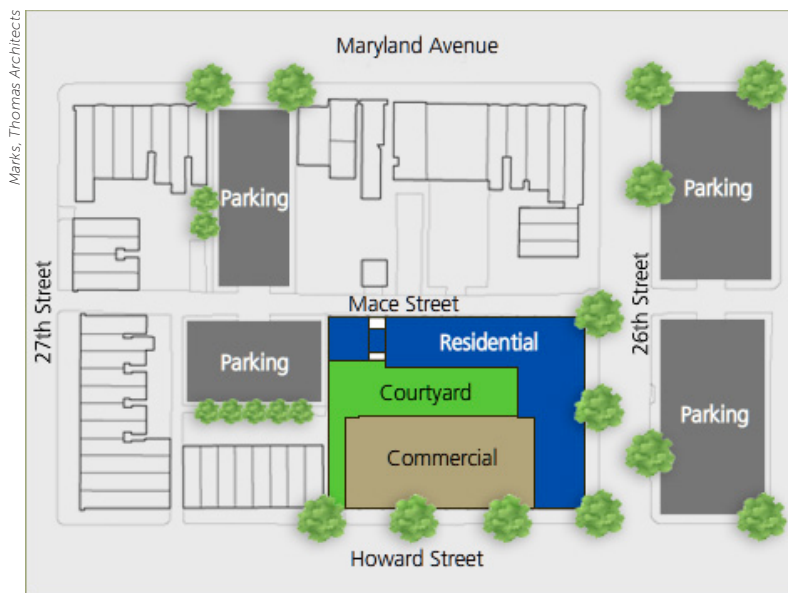 Marks, Thomas Architects
Maryland Avenue
Parking
Parking
27th Street
Mace Street
26th Street
Residential
Parking
Courtyard
Parking
Commercial
Howard Street